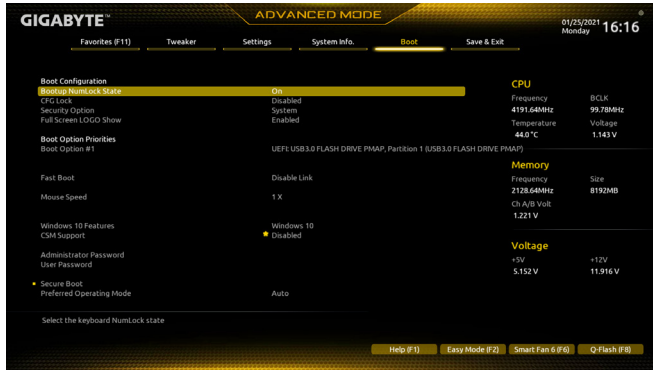 GIGABYTE™
ADVANCED MODE
01/25/2021 Monday 16:16
Favorites (F11) Tweaker Settings System Info. Boot Save & Exit
Boot Configuration
Bootup NumLock State On
CFG Lock Disabled
Security Option System
Full Screen LOGO Show Enabled
Boot Option Priorities
Boot Option #1 UEFI: USB3.0 FLASH DRIVE PMAP, Partition 1 (USB3.0 FLASH DRIVE PMAP)
Fast Boot Disable Link
Mouse Speed 1 X
Windows 10 Features Windows 10
CSM Support Disabled
Administrator Password
User Password
Secure Boot
Preferred Operating Mode Auto
Select the keyboard NumLock state
CPU
Frequency BCLK
4191.64MHz 99.78MHz
Temperature Voltage
44.0°C 1.143 V
Memory
Frequency Size
2128.64MHz 8192MB
Ch A/B Volt
1.221 V
Voltage
+5V +12V
5.152 V 11.916 V
Help (F1) Easy Mode (F2) Smart Fan 6 (F6) Q-Flash (F8)